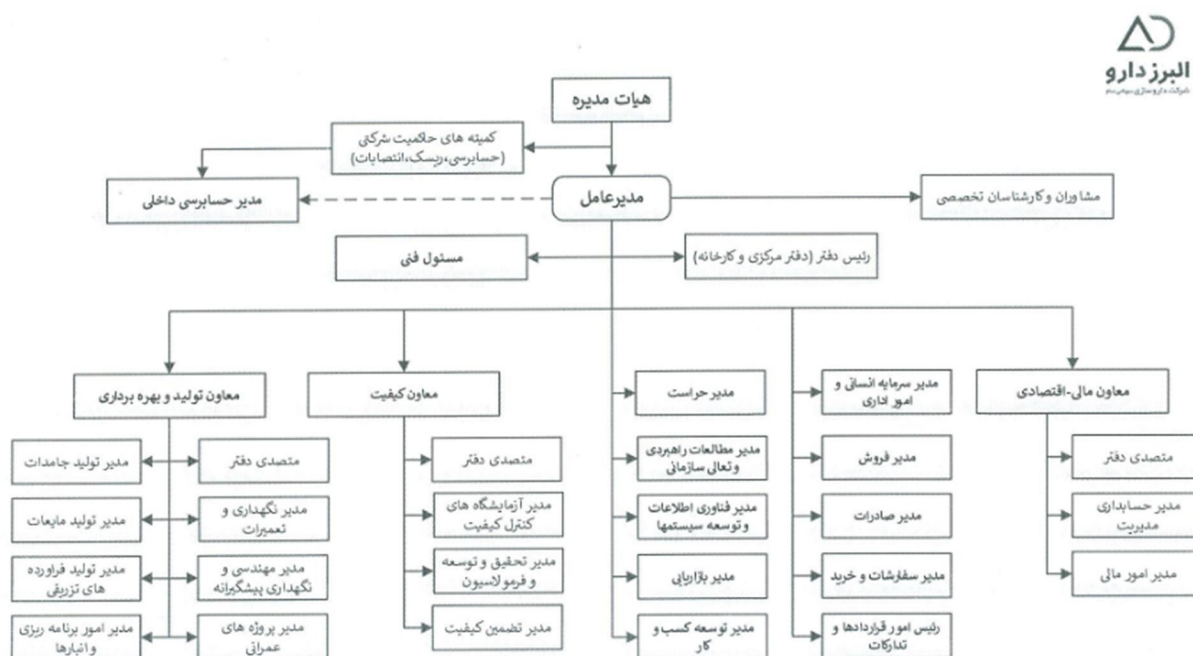 البرز دارو
شرکت داروسازی سهامی عام
هیات مدیره
کمیته های حاکمیت شرکتی
(حسابرسی،ریسک،انتصابات)
مدیر حسابرسی داخلی
مدیرعامل
مشاوران و کارشناسان تخصصی
مسئول فنی
رئیس دفتر (دفتر مرکزی و کارخانه)
معاون مالی-اقتصادی
متصدی دفتر
مدیر حسابداری
مدیریت
مدیر امور مالی
مدیر سرمایه انسانی و
امور اداری
مدیر فروش
مدیر صادرات
مدیر سفارشات و خرید
رئیس امور قراردادها و
تدارکات
مدیر حراست
مدیر مطالعات راهبردی
و تعالی سازمانی
مدیر فناوری اطلاعات
و توسعه سیستمها
مدیر بازاریابی
مدیر توسعه کسب و
کار
معاون کیفیت
متصدی دفتر
مدیر آزمایشگاه های
کنترل کیفیت
مدیر تحقیق و توسعه
و فرمولاسیون
مدیر تضمین کیفیت
معاون تولید و بهره برداری
متصدی دفتر
مدیر نگهداری و
تعمیرات
مدیر مهندسی و
نگهداری پیشگیرانه
مدیر پروژه های
عمرانی
مدیر تولید جامدات
مدیر تولید مایعات
مدیر تولید فراورده
های تزریقی
مدیر امور برنامه ریزی
و انبارها